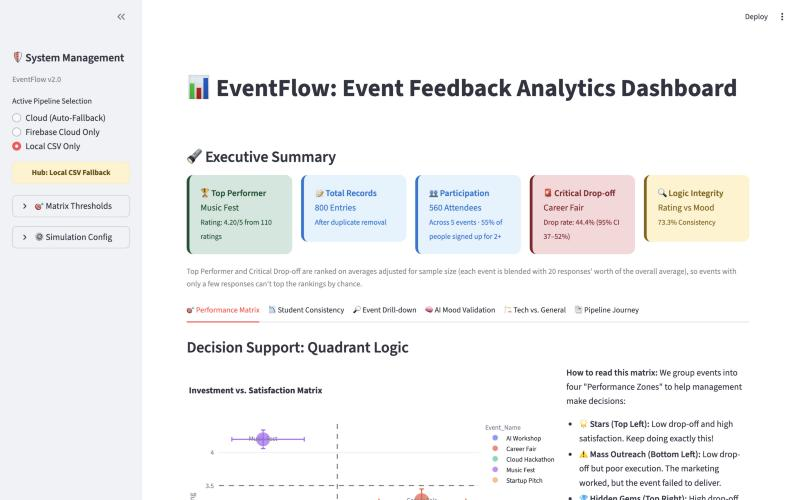 Deploy
System Management
EventFlow v2.0
Active Pipeline Selection
Cloud (Auto-Fallback)
Firebase Cloud Only
Local CSV Only
Hub: Local CSV Fallback
Matrix Thresholds
Simulation Config
EventFlow: Event Feedback Analytics Dashboard
Executive Summary
Top Performer
Music Fest
Rating: 4.20/5 from 110
ratings
Total Records
800 Entries
After duplicate removal
Participation
560 Attendees
Across 5 events · 55% of
people signed up for 2+
Critical Drop-off
Career Fair
Drop rate: 44.4% (95% CI
37–52%)
Logic Integrity
Rating vs Mood
73.3% Consistency
Top Performer and Critical Drop-off are ranked on averages adjusted for sample size (each event is blended with 20 responses' worth of the overall average), so events with
only a few responses can't top the rankings by chance.
Performance Matrix
Student Consistency
Event Drill-down
AI Mood Validation
Tech vs. General
Pipeline Journey
Decision Support: Quadrant Logic
Investment vs. Satisfaction Matrix
Music Fest
4
3.5
Event_Name
AI Workshop
Career Fair
Cloud Hackathon
Music Fest
Startup Pitch
How to read this matrix: We group events into
four "Performance Zones" to help management
make decisions:
Stars (Top Left): Low drop-off and high
satisfaction. Keep doing exactly this!
Mass Outreach (Bottom Left): Low drop-
off but poor execution. The marketing
worked, but the event failed to deliver.
Hidden Gems (Top Right): High drop-off